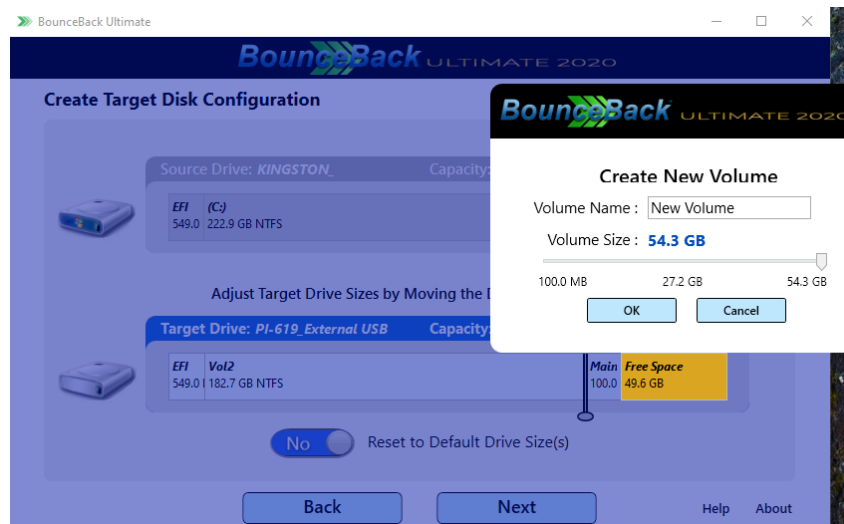 BounceBack Ultimate
BounceBack ULTIMATE 2020
Create Target Disk Configuration
Source Drive: KINGSTON_ Capacity:
EFI (C:)
549.0 222.9 GB NTFS
Adjust Target Drive Sizes by Moving the
Target Drive: PI-619_External USB Capacity:
EFI Vol2 Main Free Space
549.0 182.7 GB NTFS 100.0 49.6 GB
No Reset to Default Drive Size(s)
Back Next Help About
BounceBack ULTIMATE 2020
Create New Volume
Volume Name : New Volume
Volume Size : 54.3 GB
100.0 MB 27.2 GB 54.3 GB
OK Cancel